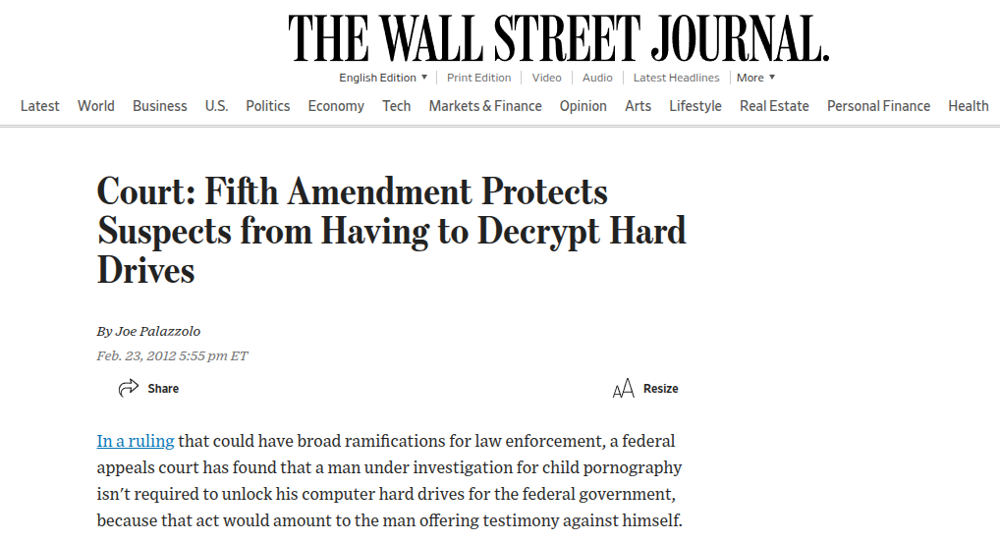 THE WALL STREET JOURNAL.
English Edition ▼ | Print Edition | Video | Audio | Latest Headlines | More ▼
Latest World Business U.S. Politics Economy Tech Markets & Finance Opinion Arts Lifestyle Real Estate Personal Finance Health
Court: Fifth Amendment Protects
Suspects from Having to Decrypt Hard
Drives
By Joe Palazzolo
Feb. 23, 2012 5:55 pm ET
Share AA Resize
In a ruling that could have broad ramifications for law enforcement, a federal
appeals court has found that a man under investigation for child pornography
isn't required to unlock his computer hard drives for the federal government,
because that act would amount to the man offering testimony against himself.